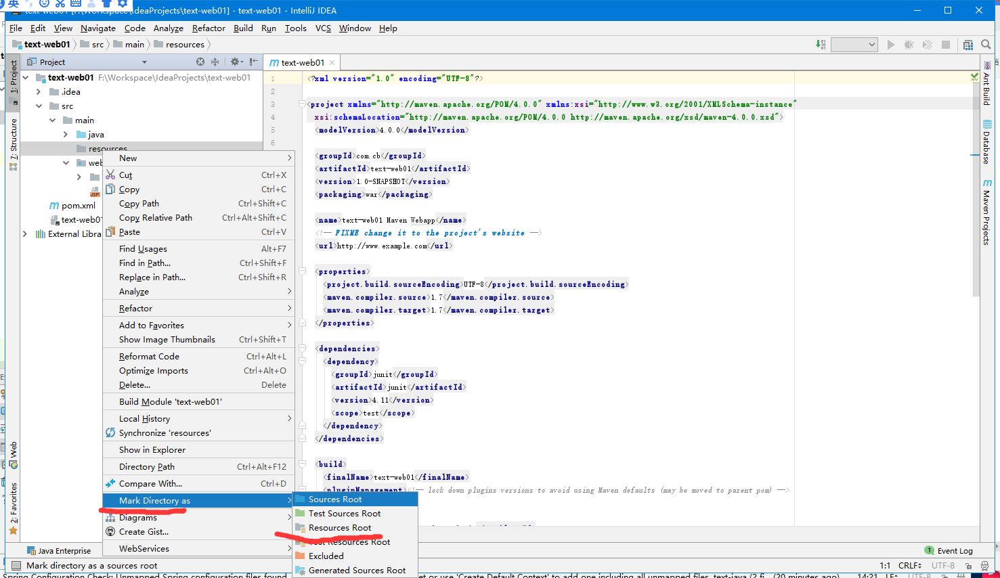 英
text-web01 [F:\Workspace\IdeaProjects\text-web01] - text-web01 - IntelliJ IDEA
File Edit View Navigate Code Analyze Refactor Build Run Tools VCS Window Help
text-web01 src main resources
Project
text-web01
1: Project
7: Structure
Web
2: Favorites
text-web01 F:\Workspace\IdeaProjects\text-web01
.idea
src
main
java
resources
web
JSP
pom.xml
text-web01
External Libra
New
Cut Ctrl+X
Copy Ctrl+C
Copy Path Ctrl+Shift+C
Copy Relative Path Ctrl+Alt+Shift+C
Paste Ctrl+V
Find Usages Alt+F7
Find in Path... Ctrl+Shift+F
Replace in Path... Ctrl+Shift+R
Analyze
Refactor
Add to Favorites
Show Image Thumbnails Ctrl+Shift+T
Reformat Code Ctrl+Alt+L
Optimize Imports Ctrl+Alt+O
Delete... Delete
Build Module 'text-web01'
Local History
Synchronize 'resources'
Show in Explorer
Directory Path Ctrl+Alt+F12
Compare With... Ctrl+D
Mark Directory as
Diagrams
Create Gist...
WebServices
Sources Root
Test Sources Root
Resources Root
Test Resources Root
Excluded
Generated Sources Root
1 <?xml version="1.0" encoding="UTF-8"?>
2
3 <project xmlns="http://maven.apache.org/POM/4.0.0" xmlns:xsi="http://www.w3.org/2001/XMLSchema-instance"
4 xsi:schemaLocation="http://maven.apache.org/POM/4.0.0 http://maven.apache.org/xsd/maven-4.0.0.xsd">
5 <modelVersion>4.0.0</modelVersion>
6
<groupId>com.cb</groupId>
<artifactId>text-web01</artifactId>
<version>1.0-SNAPSHOT</version>
<packaging>war</packaging>
<name>text-web01 Maven Webapp</name>
<!-- FIXME change it to the project's website -->
<url>http://www.example.com</url>
<properties>
<project.build.sourceEncoding>UTF-8</project.build.sourceEncoding>
<maven.compiler.source>1.7</maven.compiler.source>
<maven.compiler.target>1.7</maven.compiler.target>
</properties>
<dependencies>
<dependency>
<groupId>junit</groupId>
<artifactId>junit</artifactId>
<version>4.11</version>
<scope>test</scope>
</dependency>
</dependencies>
<build>
<finalName>text-web01</finalName>
<pluginManagement><!-- lock down plugins versions to avoid using Maven defaults (may be moved to parent pom) -->
Ant Build
Database
Maven Projects
Java Enterprise
1 Event Log
Mark directory as a sources root
1:1 CRLF UTF-8
Spring Configuration Check: Unmapped Spring configuration files found
et or use 'Create Default Context' to add one including all unmapped files. text-java (2 fi... (20 minutes ago) 14:21 LF UTF-8